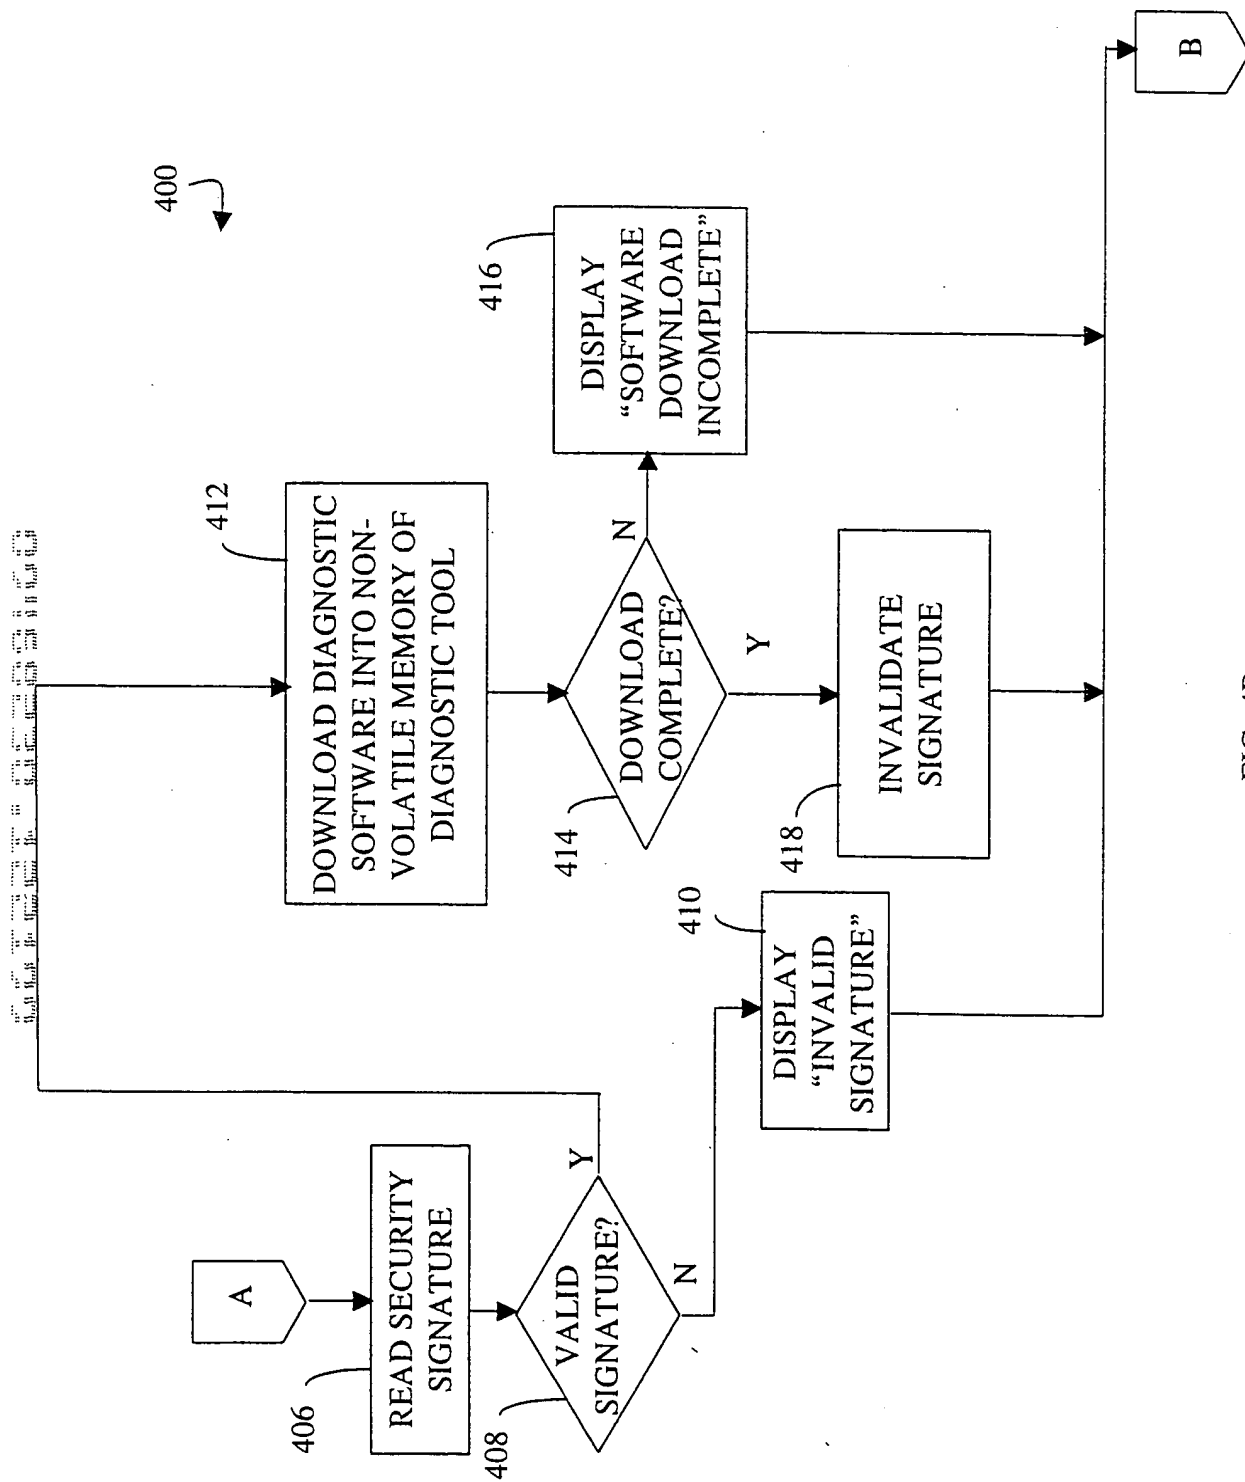 400
A
406
READ SECURITY
SIGNATURE
408
VALID
SIGNATURE?
Y
N
410
DISPLAY
“INVALID
SIGNATURE”
412
DOWNLOAD DIAGNOSTIC
SOFTWARE INTO NON-
VOLATILE MEMORY OF
DIAGNOSTIC TOOL
414
DOWNLOAD
COMPLETE?
N
Y
416
DISPLAY
“SOFTWARE
DOWNLOAD
INCOMPLETE”
418
INVALIDATE
SIGNATURE
B